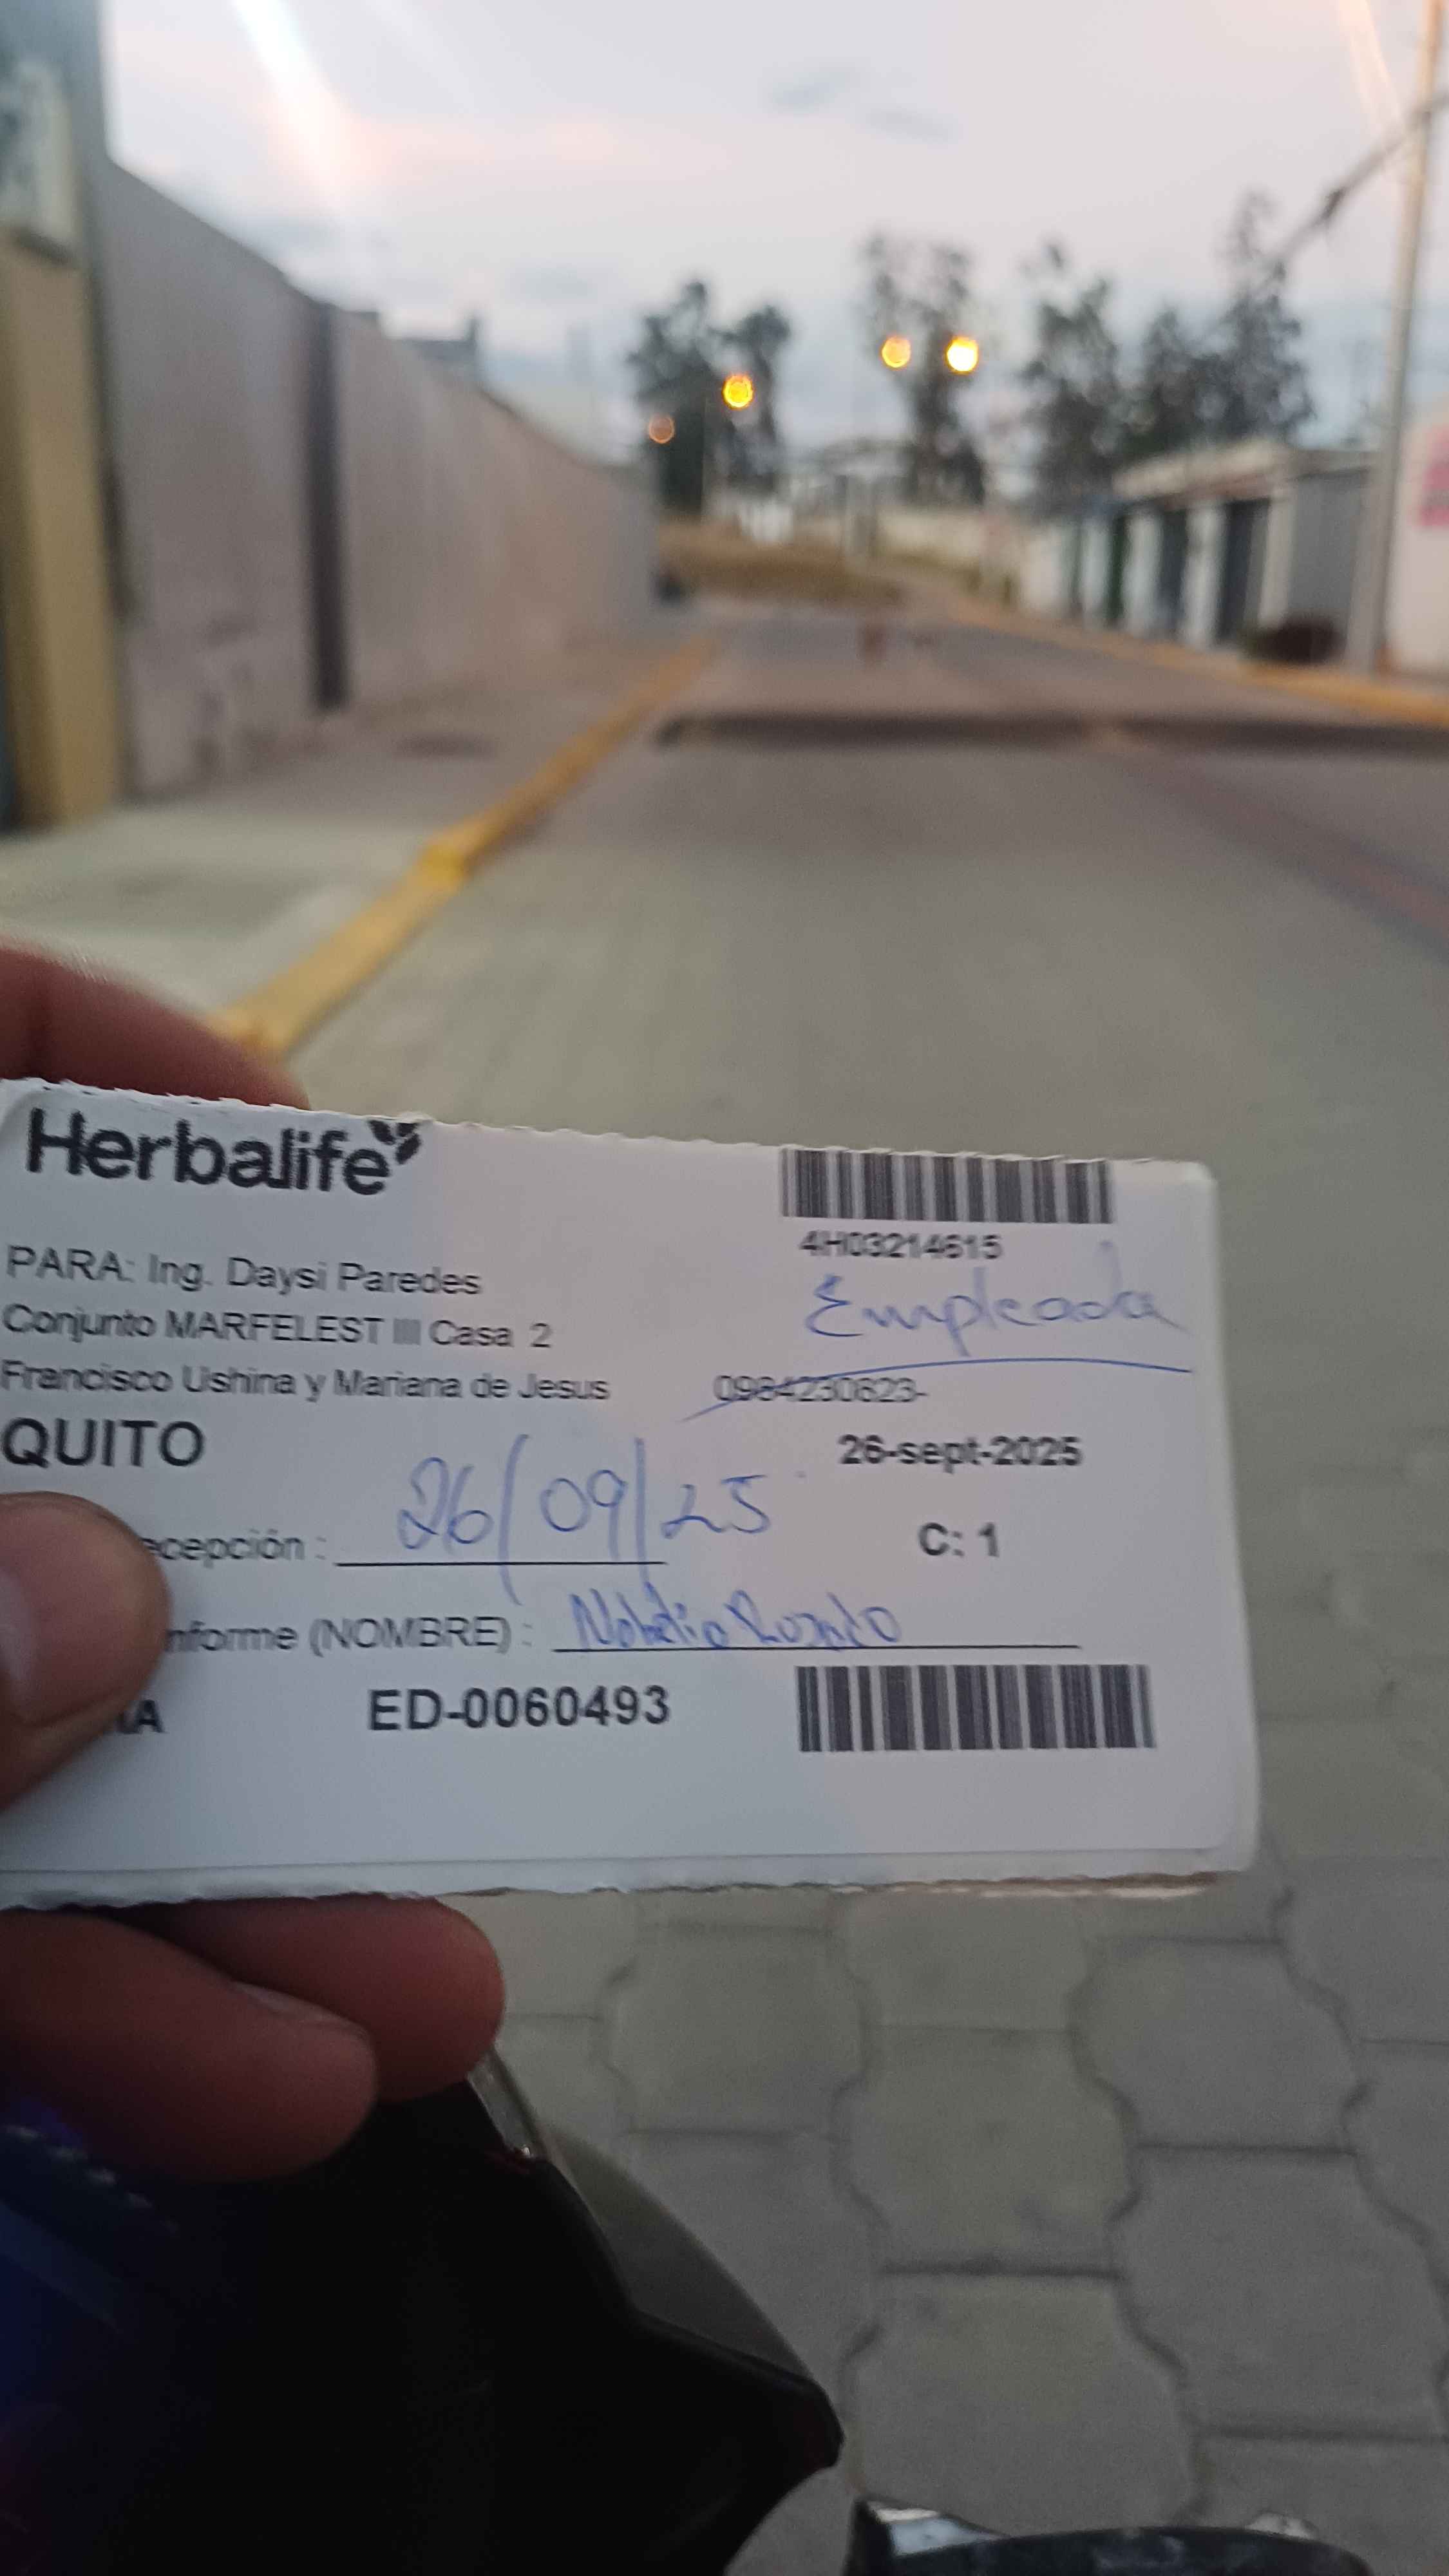 Herbalife
4H03214615
PARA: Ing. Daysi Paredes
Empleada
Conjunto MARFELEST III Casa 2
Francisco Ushina y Mariana de Jesus 0984230623-
QUITO 26-sept-2025
ecepción : 26/09/25 C: 1
nforme (NOMBRE) :
ED-0060493